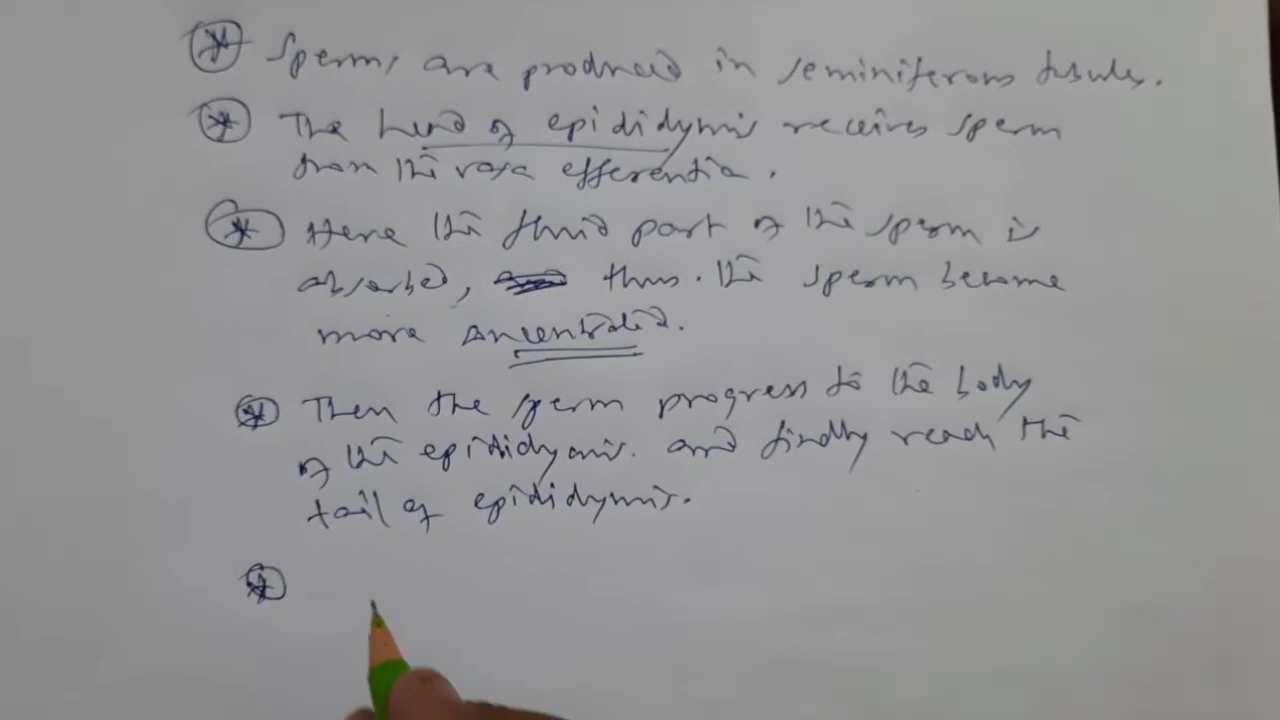 Sperms are produced in seminiferous tubules.
The head of epididymis receives sperm
from the vasa efferentia.
Here the fluid part of the sperm is
absorbed, thus. the sperm become
more concentrated.
Then the sperm progress to the body
of the epididymis. and finally reach the
tail of epididymis.